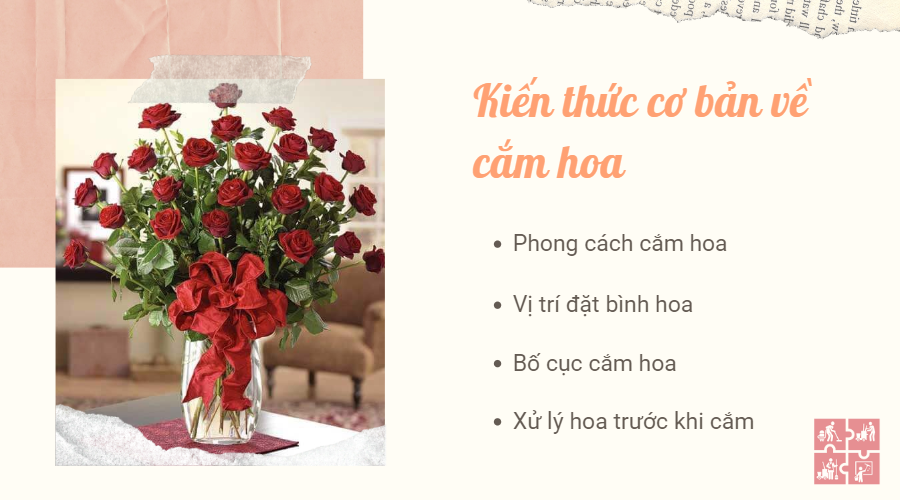 Kiến thức cơ bản về
cắm hoa
• Phong cách cắm hoa
• Vị trí đặt bình hoa
• Bố cục cắm hoa
• Xử lý hoa trước khi cắm